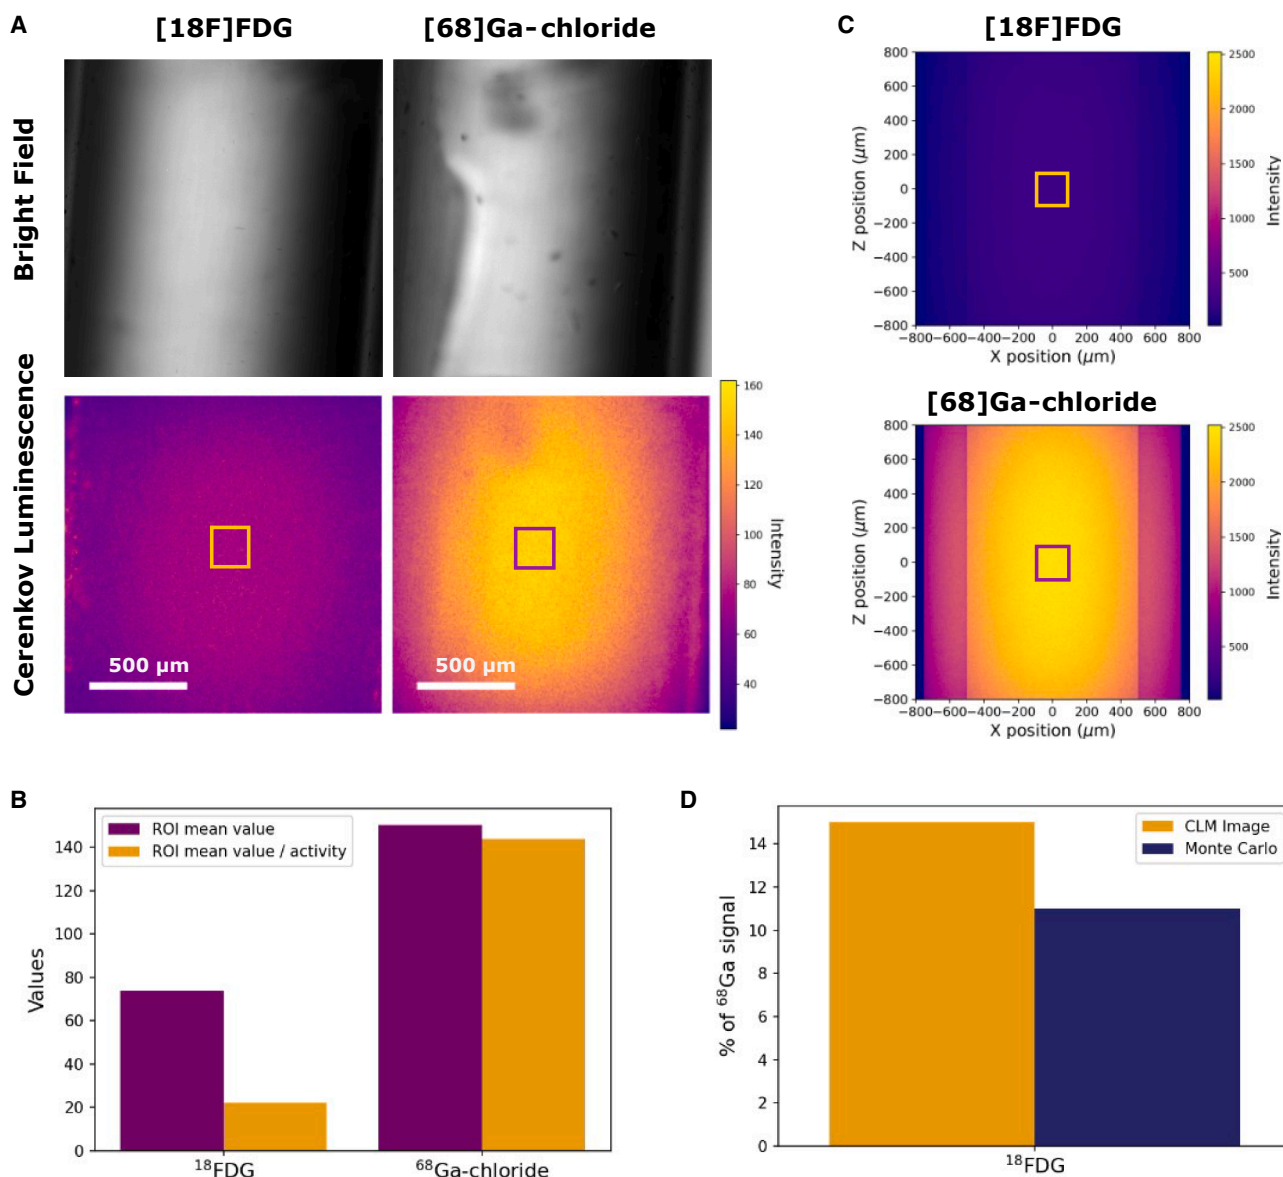 A
[18F]FDG
[68]Ga-chloride
Bright Field
Cerenkov Luminescence
500 µm
500 µm
160
140
120
100
80
60
40
Intensity
C
[18F]FDG
800
600
400
200
0
−200
−400
−600
−800
Z position (µm)
−800
−600
−400
−200
0
200
400
600
800
X position (µm)
2500
2000
1500
1000
500
Intensity
[68]Ga-chloride
800
600
400
200
0
−200
−400
−600
−800
Z position (µm)
−800
−600
−400
−200
0
200
400
600
800
X position (µm)
2500
2000
1500
1000
500
Intensity
B
ROI mean value
ROI mean value / activity
140
120
100
80
60
40
20
0
Values
¹⁸FDG
⁶⁸Ga-chloride
D
CLM Image
Monte Carlo
14
12
10
8
6
4
2
0
% of ⁶⁸Ga signal
¹⁸FDG